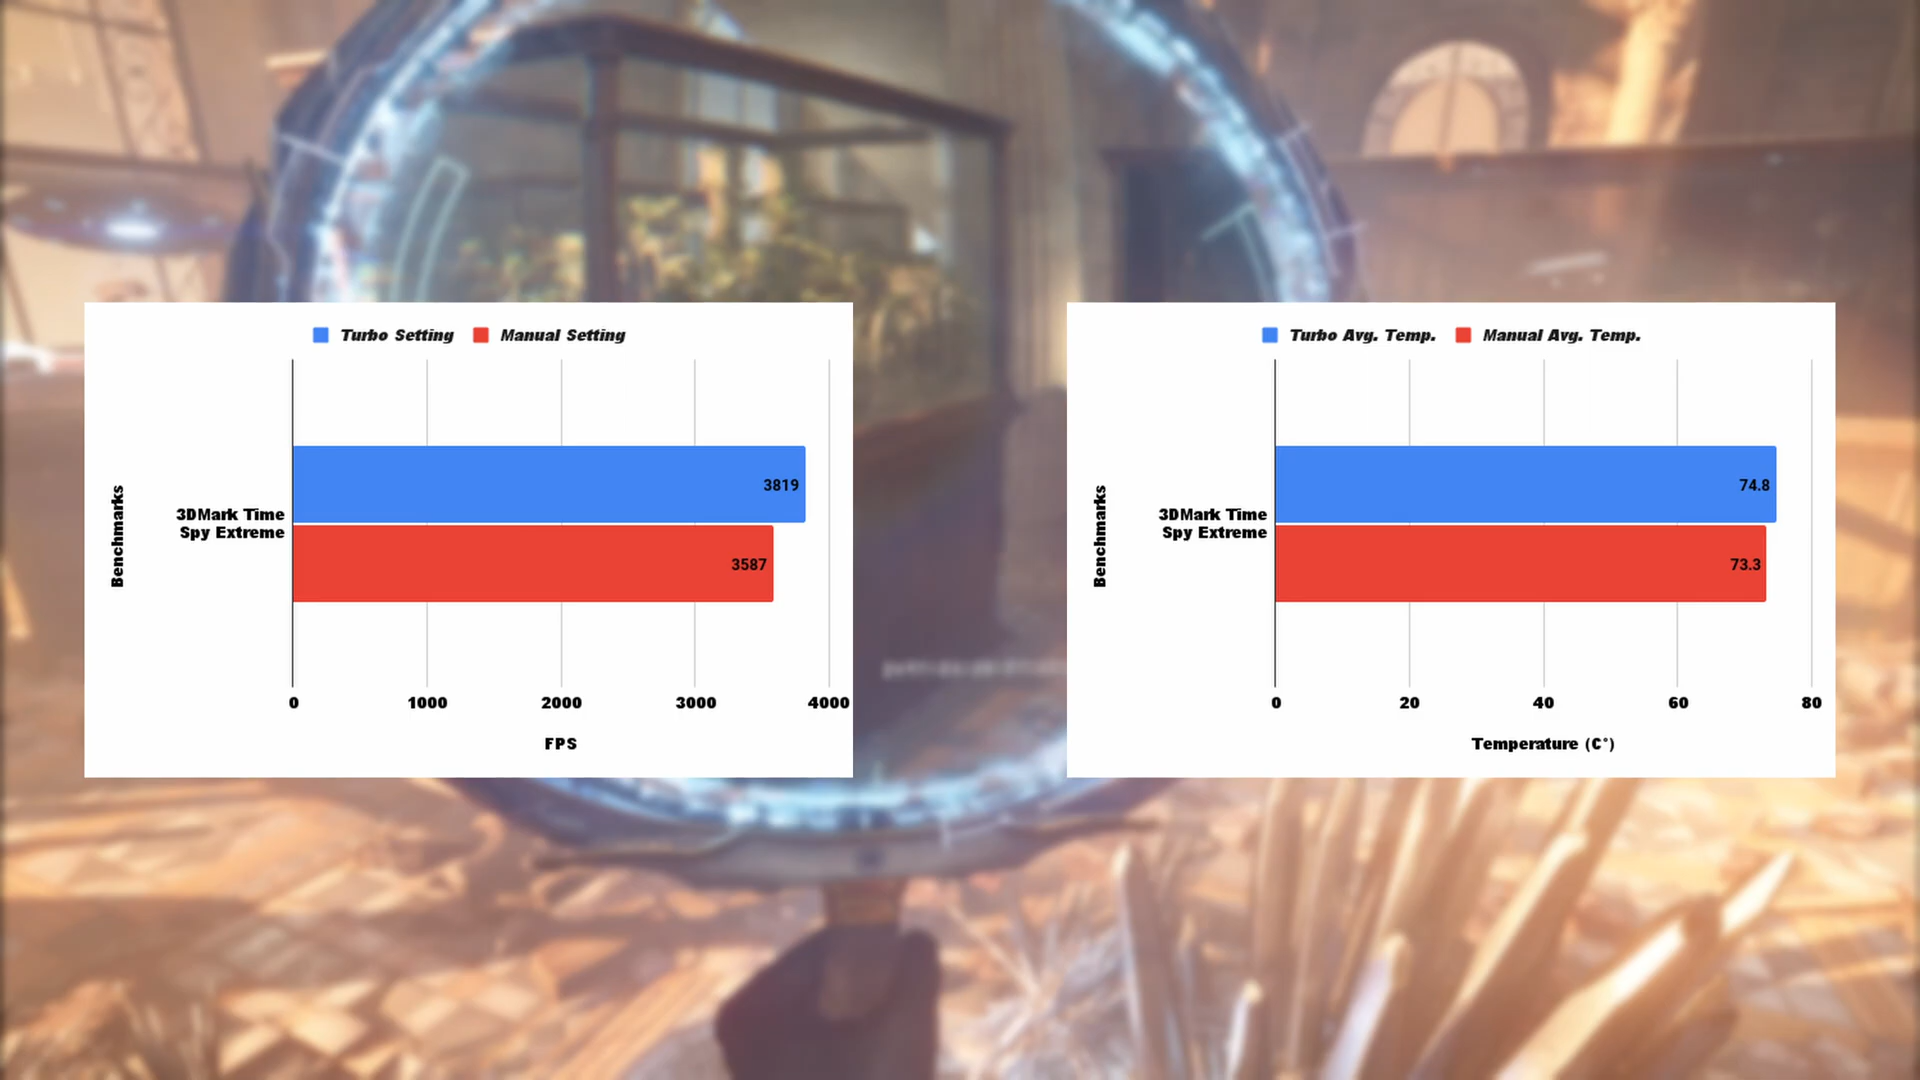 Turbo Setting Manual Setting
Benchmarks
3DMark Time
Spy Extreme
3819
3587
0 1000 2000 3000 4000
FPS
Turbo Avg. Temp. Manual Avg. Temp.
Benchmarks
3DMark Time
Spy Extreme
74.8
73.3
0 20 40 60 80
Temperature (C°)